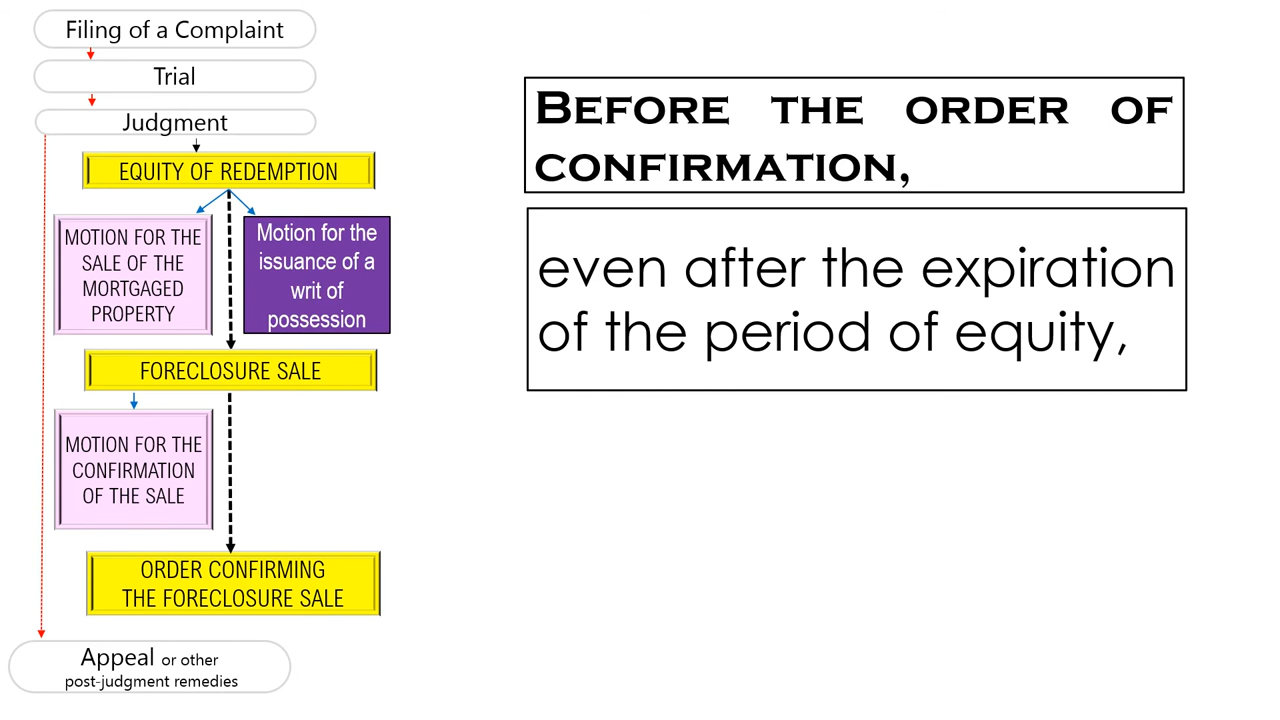 Filing of a Complaint
Trial
Judgment
EQUITY OF REDEMPTION
MOTION FOR THE
SALE OF THE
MORTGAGED
PROPERTY
Motion for the
issuance of a
writ of
possession
FORECLOSURE SALE
MOTION FOR THE
CONFIRMATION
OF THE SALE
ORDER CONFIRMING
THE FORECLOSURE SALE
Appeal or other
post-judgment remedies
BEFORE THE ORDER OF
CONFIRMATION,
even after the expiration
of the period of equity,